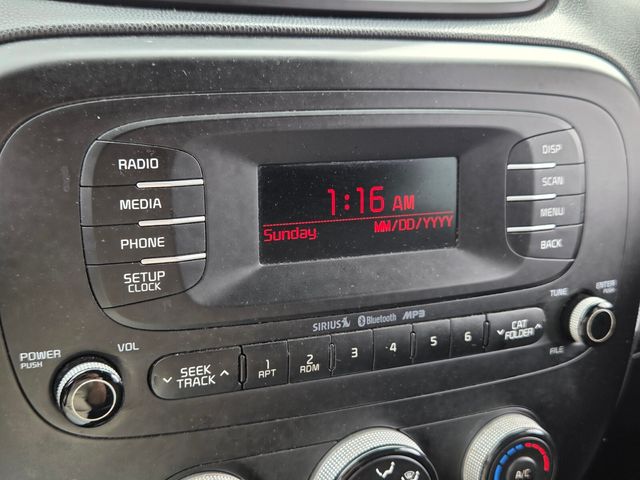 RADIO
MEDIA
PHONE
SETUP
CLOCK
1:16 AM
Sunday
MM/DD/YYYY
DISP
SCAN
MENU
BACK
SIRIUS Bluetooth MP3
POWER
PUSH
VOL
SEEK
TRACK
1
RPT
2
RDM
3
4
5
6
CAT
FOLDER
TUNE
ENTER
PUSH
FILE
A/C